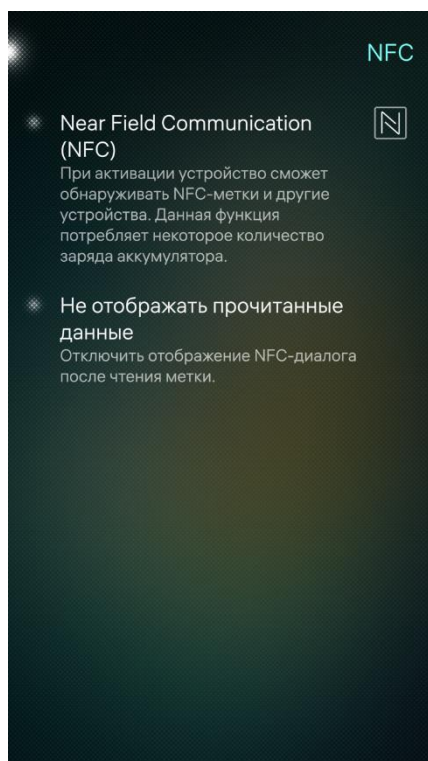 NFC
Near Field Communication
(NFC)
При активации устройство сможет
обнаруживать NFC-метки и другие
устройства. Данная функция
потребляет некоторое количество
заряда аккумулятора.
Не отображать прочитанные
данные
Отключить отображение NFC-диалога
после чтения метки.